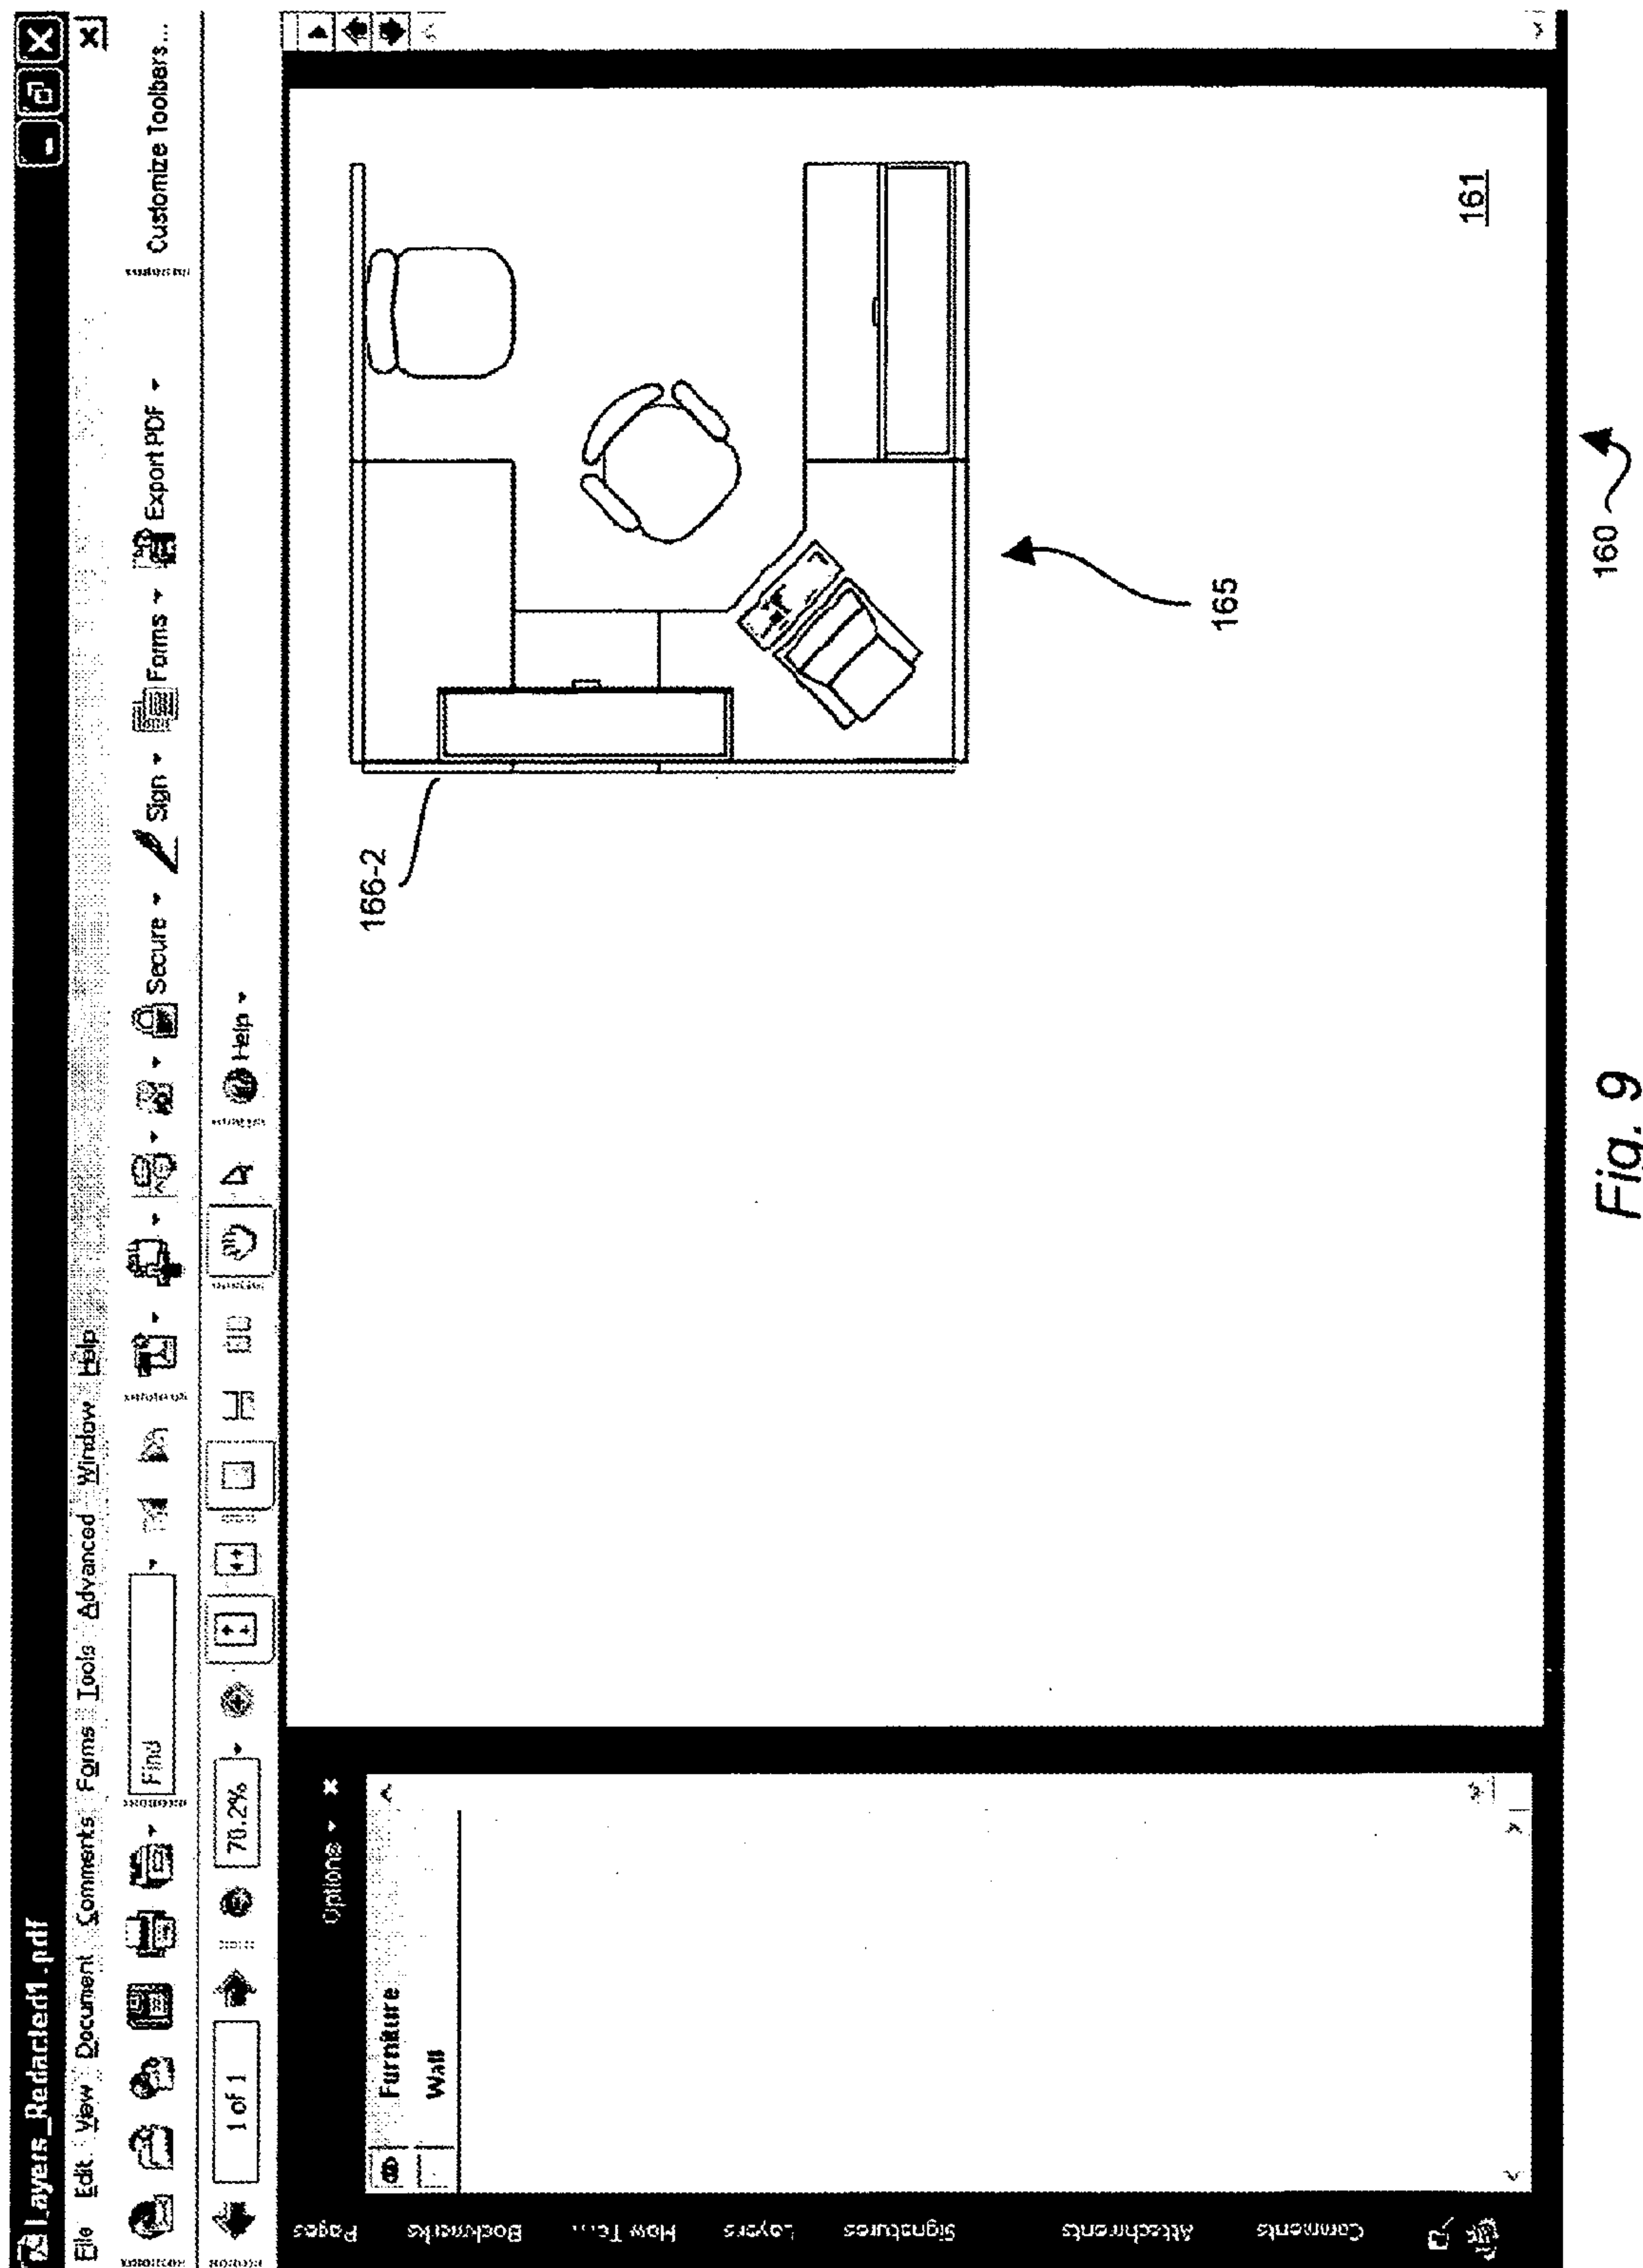 Layers_Redacted1.pdf
File Edit View Document Comments Forms Tools Advanced Window Help
Find
Secure Sign Forms Export PDF Customize Toolbars...
1 of 1 70.2% Help
Options
Furniture
Wall
Pages
Bookmarks
How To...
Layers
Signatures
Attachments
Comments
166-2
165
161
160
Fig. 9